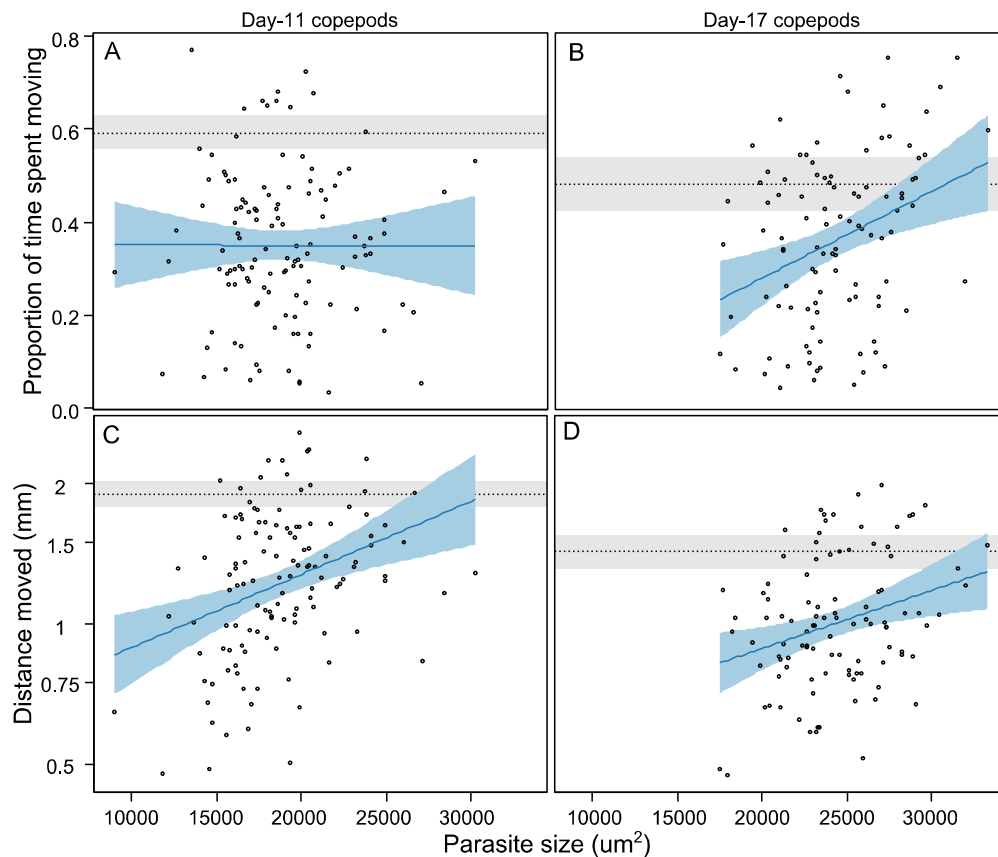 Day-11 copepods
Day-17 copepods
A
B
Proportion of time spent moving
0.8
0.6
0.4
0.2
0.0
C
D
Distance moved (mm)
2
1.5
1
0.75
0.5
10000 15000 20000 25000 30000
10000 15000 20000 25000 30000
Parasite size (um²)